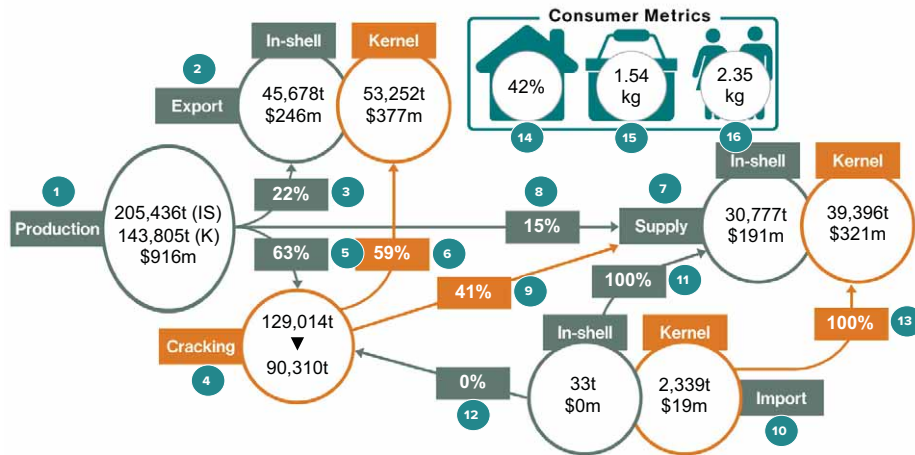 Consumer Metrics
42%
14
1.54
kg
15
2.35
kg
16
2
Export
In-shell
45,678t
$246m
Kernel
53,252t
$377m
1
Production
205,436t (IS)
143,805t (K)
$916m
22%
3
63%
5
59%
6
8
15%
7
Supply
In-shell
30,777t
$191m
Kernel
39,396t
$321m
41%
9
100%
11
100%
13
Cracking
4
129,014t
▼
90,310t
0%
12
In-shell
33t
$0m
Kernel
2,339t
$19m
Import
10